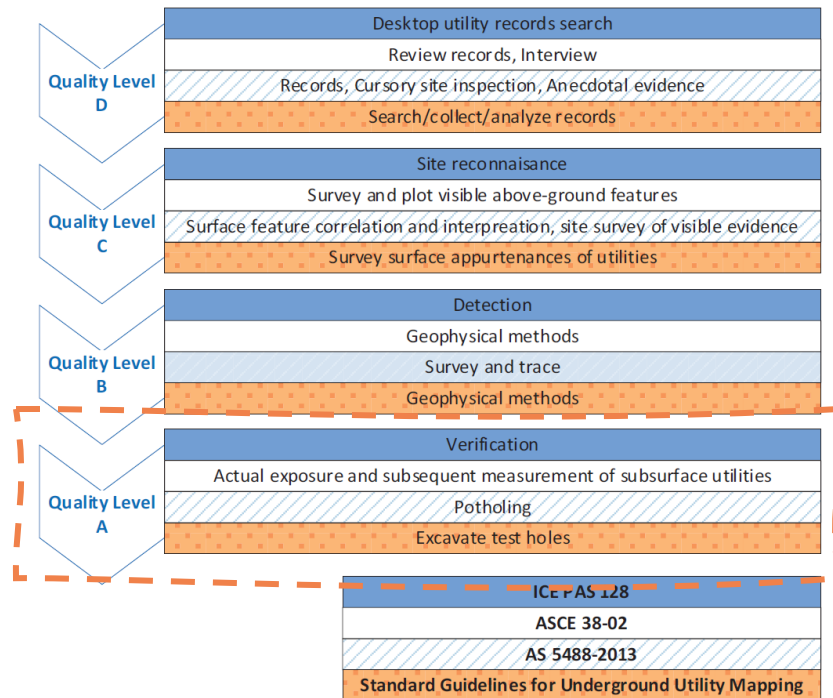 Desktop utility records search
Review records, Interview
Quality Level
D
Records, Cursory site inspection, Anecdotal evidence
Search/collect/analyze records
Site reconnaisance
Survey and plot visible above-ground features
Quality Level
C
Surface feature correlation and interpreation, site survey of visible evidence
Survey surface appurtenances of utilities
Detection
Geophysical methods
Quality Level
B
Survey and trace
Geophysical methods
Verification
Actual exposure and subsequent measurement of subsurface utilities
Quality Level
A
Potholing
Excavate test holes
ICE PAS 128
ASCE 38-02
AS 5488-2013
Standard Guidelines for Underground Utility Mapping